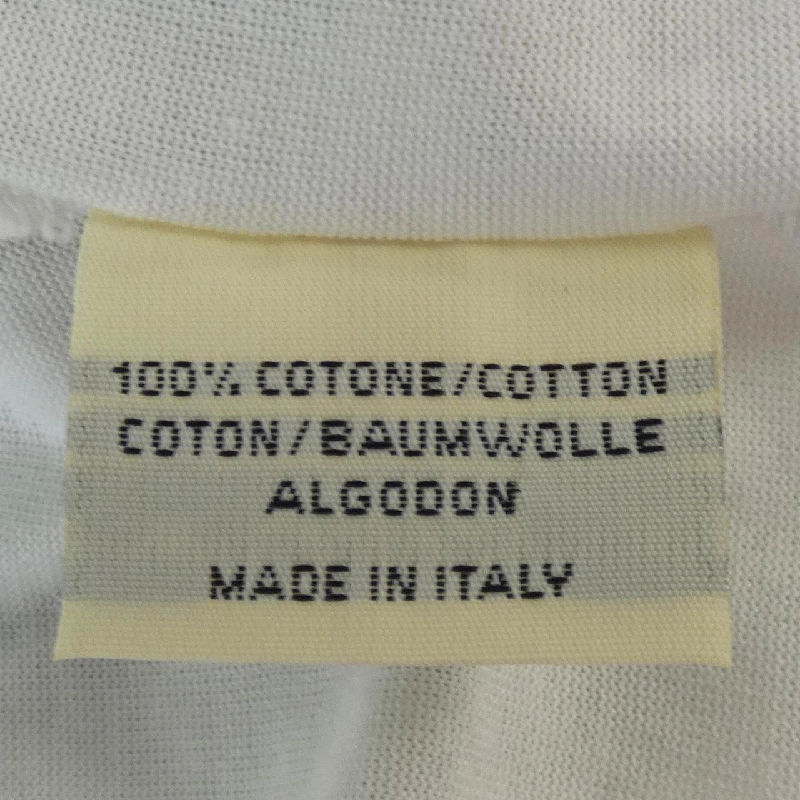 100% COTONE/COTTON
COTON/BAUMWOLLE
ALGODON
MADE IN ITALY